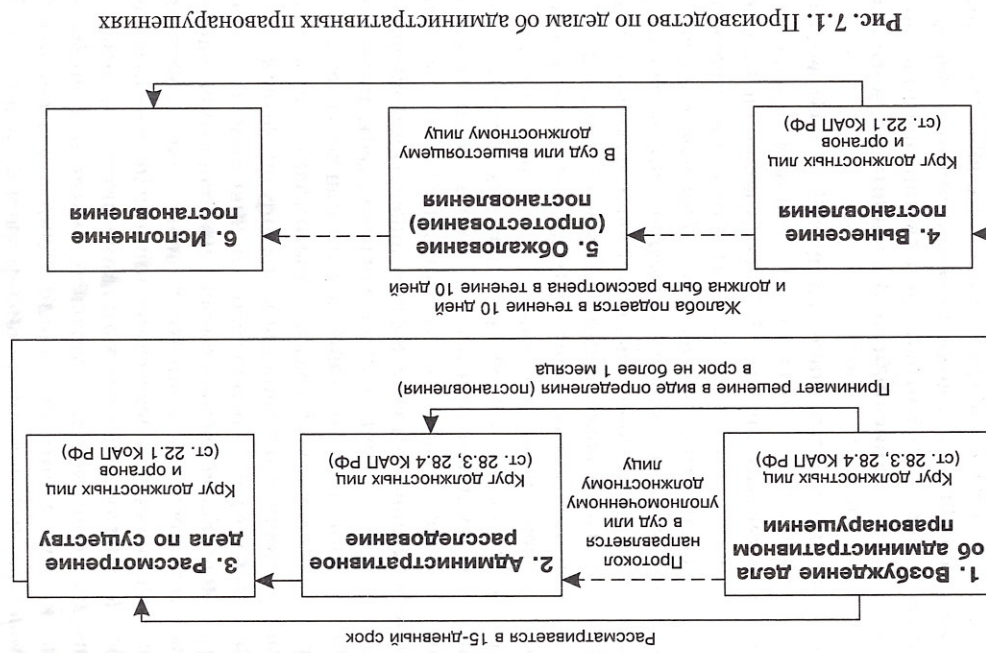 Рассматривается в 15-дневный срок
1. Возбуждение дела
об административном
правонарушении
Круг должностных лиц
(ст. 28.3, 28.4 КоАП РФ)
Протокол
направляется
в суд или
уполномоченному
должностному
лицу
2. Административное
расследование
Круг должностных лиц
(ст. 28.3, 28.4 КоАП РФ)
3. Рассмотрение
дела по существу
Круг должностных лиц
и органов
(ст. 22.1 КоАП РФ)
Принимает решение в виде определения (постановления)
в срок не более 1 месяца
Жалоба подается в течение 10 дней
и должна быть рассмотрена в течение 10 дней
4. Вынесение
постановления
Круг должностных лиц
и органов
(ст. 22.1 КоАП РФ)
5. Обжалование
(опротестование)
постановления
В суд или вышестоящему
должностному лицу
6. Исполнение
постановления
Рис. 7.1. Производство по делам об административных правонарушениях